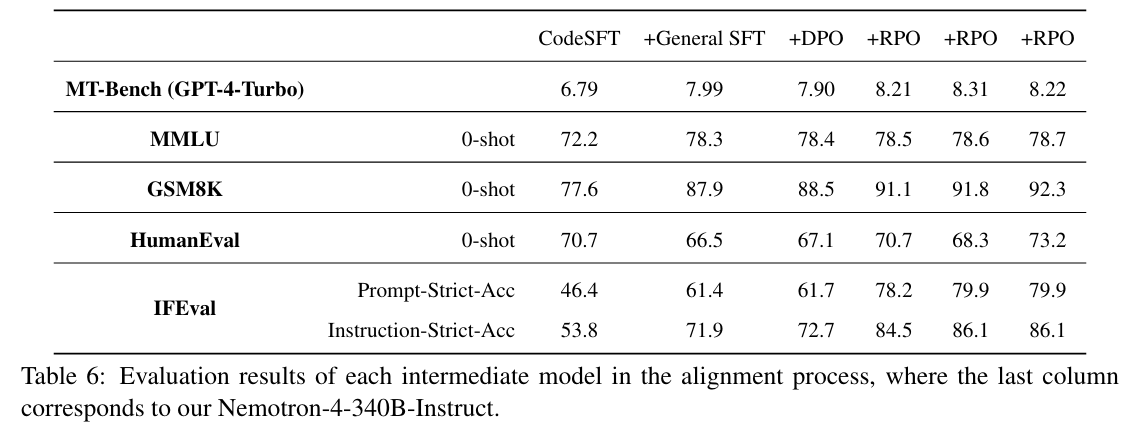 CodeSFT +General SFT +DPO +RPO +RPO +RPO
MT-Bench (GPT-4-Turbo) 6.79 7.99 7.90 8.21 8.31 8.22
MMLU 0-shot 72.2 78.3 78.4 78.5 78.6 78.7
GSM8K 0-shot 77.6 87.9 88.5 91.1 91.8 92.3
HumanEval 0-shot 70.7 66.5 67.1 70.7 68.3 73.2
IFEval
Prompt-Strict-Acc 46.4 61.4 61.7 78.2 79.9 79.9
Instruction-Strict-Acc 53.8 71.9 72.7 84.5 86.1 86.1
Table 6: Evaluation results of each intermediate model in the alignment process, where the last column
corresponds to our Nemotron-4-340B-Instruct.